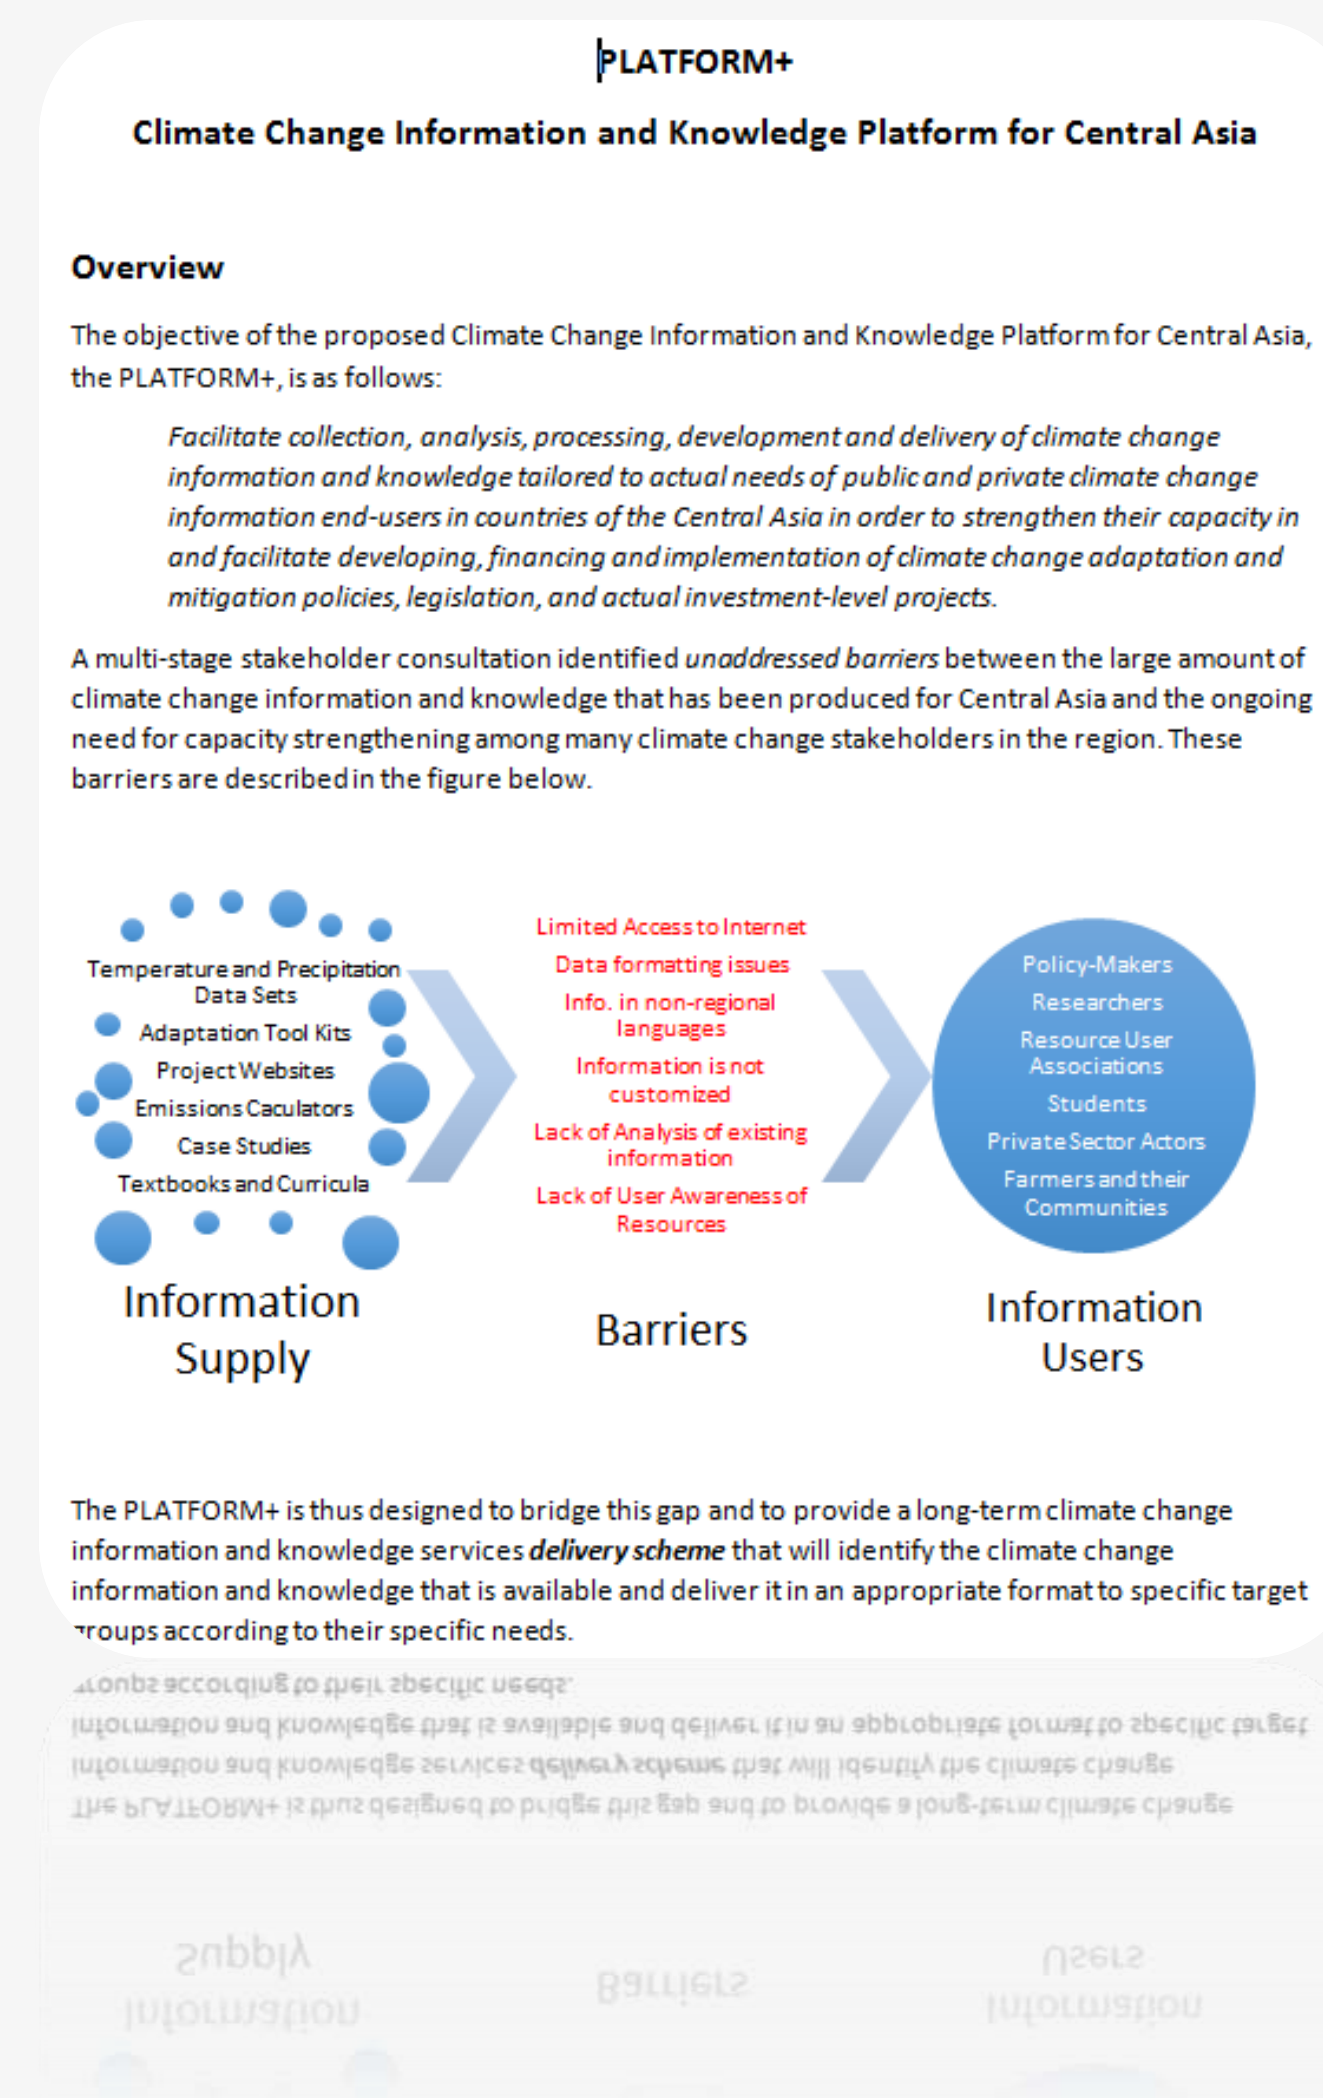 PLATFORM+
Climate Change Information and Knowledge Platform for Central Asia
Overview
The objective of the proposed Climate Change Information and Knowledge Platform for Central Asia,
the PLATFORM+, is as follows:
Facilitate collection, analysis, processing, development and delivery of climate change
information and knowledge tailored to actual needs of public and private climate change
information end-users in countries of the Central Asia in order to strengthen their capacity in
and facilitate developing, financing and implementation of climate change adaptation and
mitigation policies, legislation, and actual investment-level projects.
A multi-stage stakeholder consultation identified unaddressed barriers between the large amount of
climate change information and knowledge that has been produced for Central Asia and the ongoing
need for capacity strengthening among many climate change stakeholders in the region. These
barriers are described in the figure below.
Temperature and Precipitation
Data Sets
Adaptation Tool Kits
Project Websites
Emissions Caculators
Case Studies
Textbooks and Curricula
Information
Supply
Limited Access to Internet
Data formatting issues
Info. in non-regional
languages
Information is not
customized
Lack of Analysis of existing
information
Lack of User Awareness of
Resources
Barriers
Policy-Makers
Researchers
Resource User
Associations
Students
Private Sector Actors
Farmers and their
Communities
Information
Users
The PLATFORM+ is thus designed to bridge this gap and to provide a long-term climate change
information and knowledge services delivery scheme that will identify the climate change
information and knowledge that is available and deliver it in an appropriate format to specific target
groups according to their specific needs.